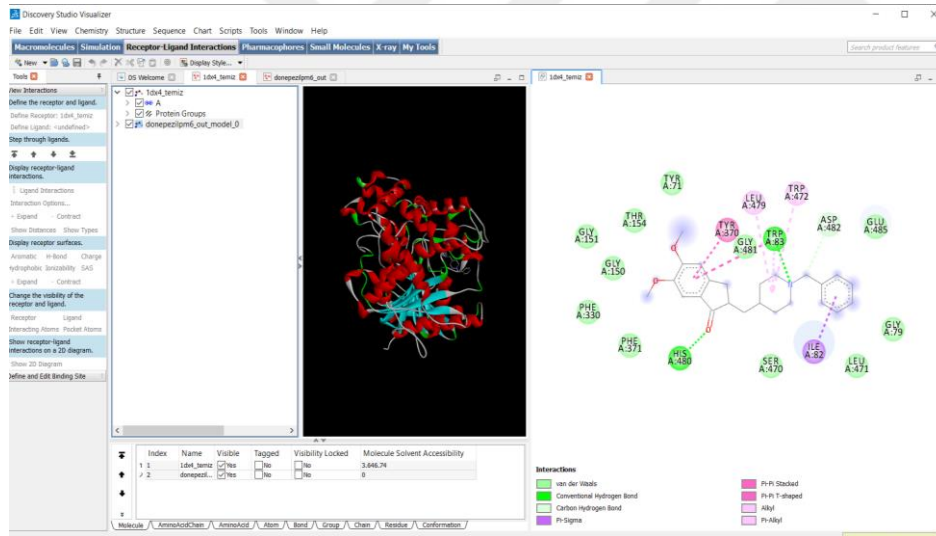 Discovery Studio Visualizer
File Edit View Chemistry Structure Sequence Chart Scripts Tools Window Help
Macromolecules Simulation Receptor-Ligand Interactions Pharmacophores Small Molecules X-ray My Tools
Search product features
New Display Style...
Tools
DS Welcome 1dx4_temiz donepezilpm6_out 1dx4_temiz
View Interactions
Define the receptor and ligand.
Define Receptor: 1dx4_temiz
Define Ligand: <undefined>
Step through ligands.
Display receptor-ligand
interactions.
Ligand Interactions
Interaction Options...
+ Expand - Contract
Show Distances Show Types
Display receptor surfaces.
Aromatic H-Bond Charge
Hydrophobic Ionizability SAS
+ Expand - Contract
Change the visibility of the
receptor and ligand.
Receptor Ligand
Interacting Atoms Pocket Atoms
Show receptor-ligand
interactions on a 2D diagram.
Show 2D Diagram
Define and Edit Binding Site
1dx4_temiz
A
Protein Groups
donepezilpm6_out_model_0
TYR
A:71
LEU
A:479
TRP
A:472
THR
A:154
TYR
A:370
ASP
A:482
GLU
A:485
GLY
A:151
GLY
A:481
TRP
A:83
GLY
A:150
PHE
A:330
PHE
A:371
HIS
A:480
SER
A:470
ILE
A:82
LEU
A:471
GLY
A:79
Index Name Visible Tagged Visibility Locked Molecule Solvent Accessibility
1 1 1dx4_temiz Yes No No 3.646.74
2 2 donepezil... Yes No No 0
Molecule AminoAcidChain AminoAcid Atom Bond Group Chain Residue Conformation
Interactions
van der Waals
Conventional Hydrogen Bond
Carbon Hydrogen Bond
Pi-Sigma
Pi-Pi Stacked
Pi-Pi T-shaped
Alkyl
Pi-Alkyl